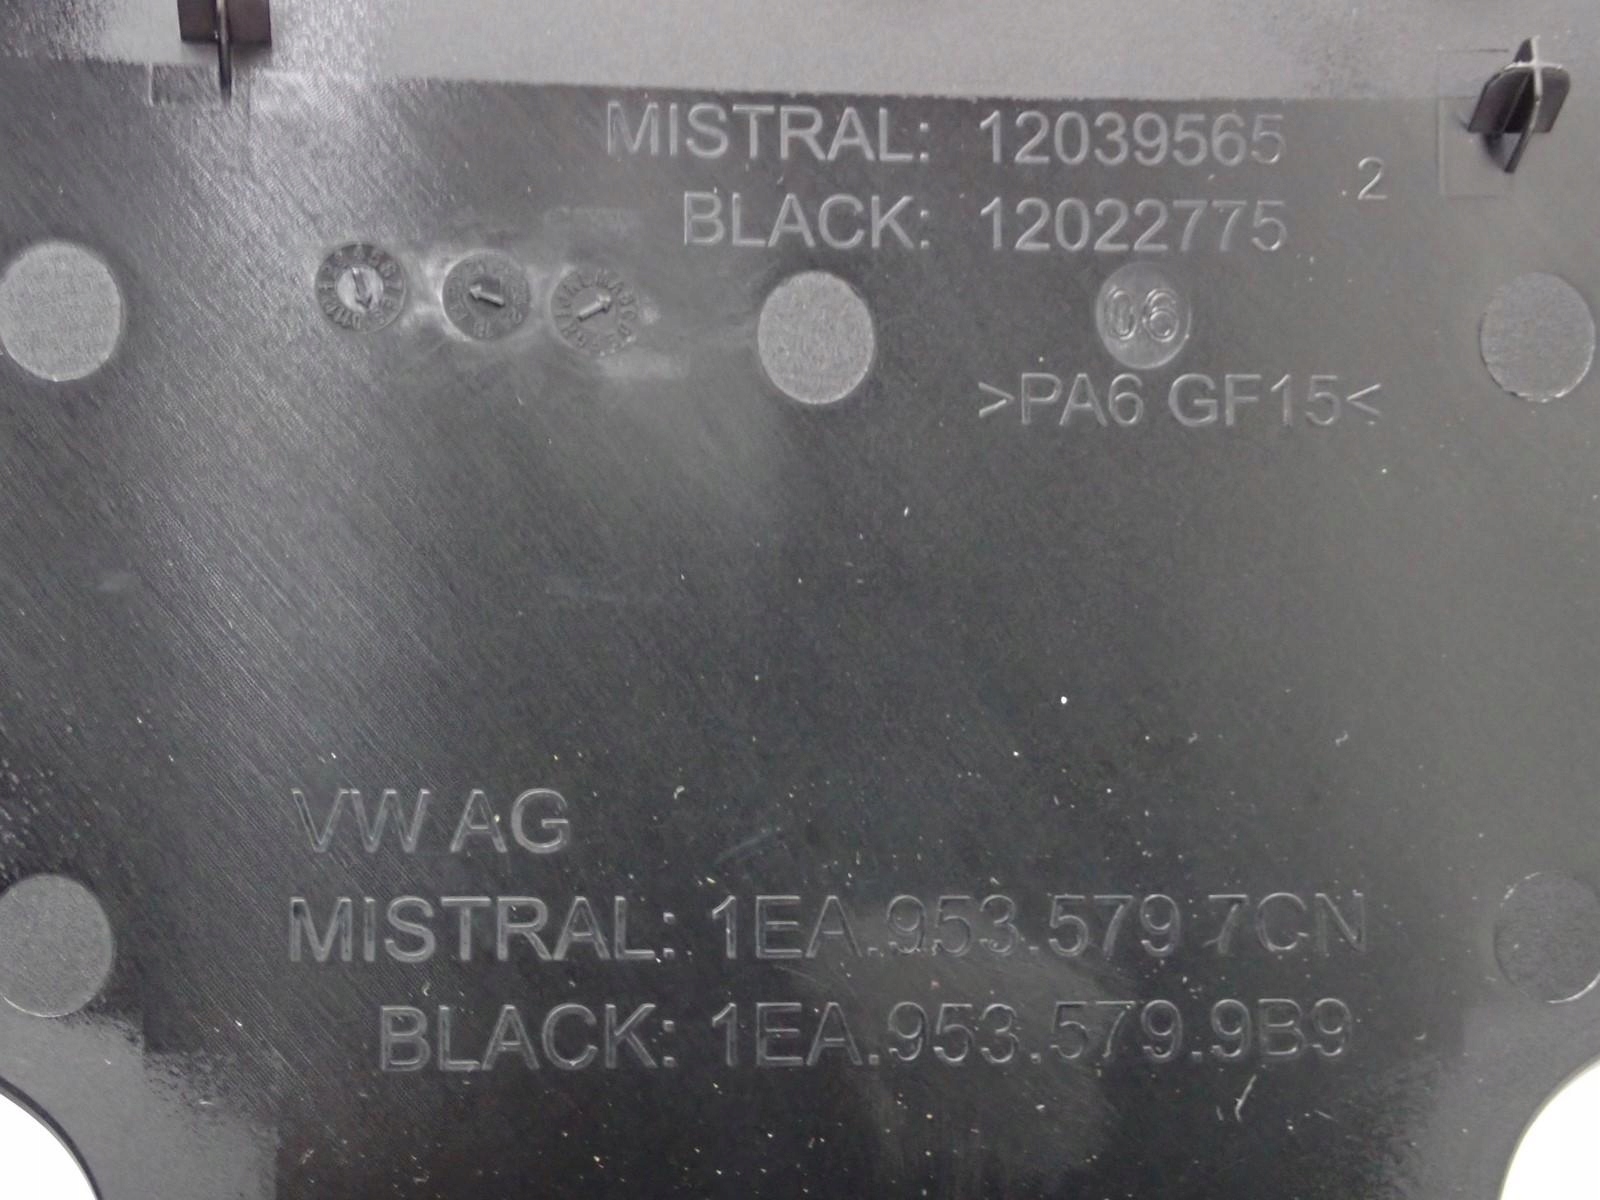 MISTRAL: 12039565
BLACK: 12022775
2
06
>PA6 GF15<
VW AG
MISTRAL: 1EA.953.579 7CN
BLACK: 1EA.953.579.9B9